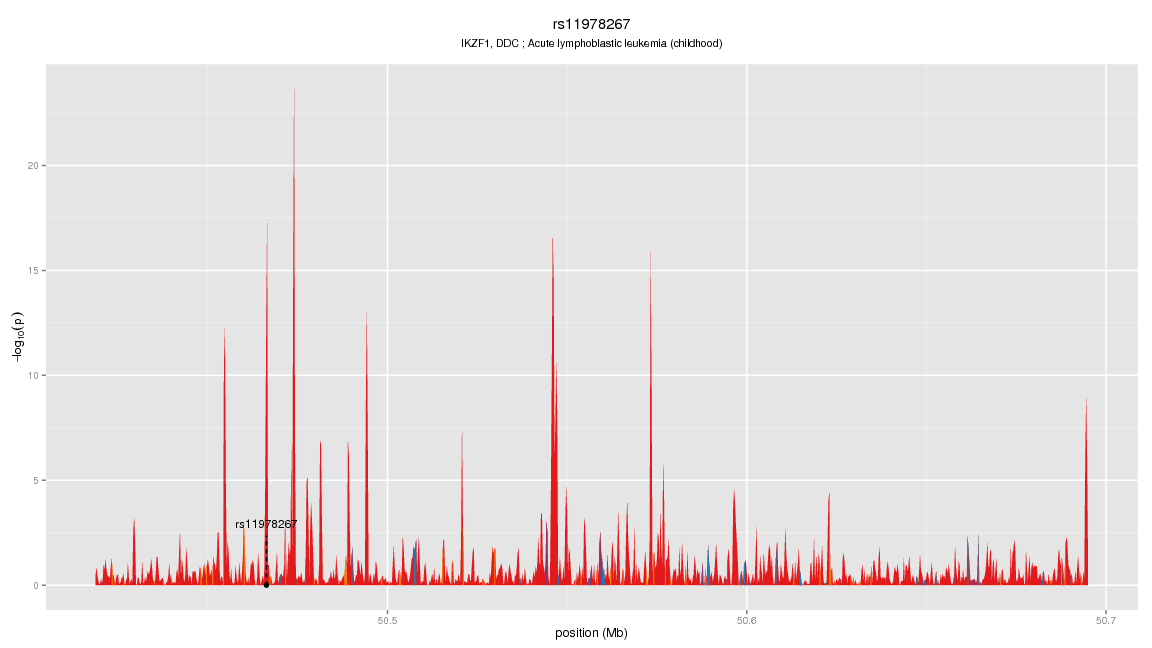 rs11978267
IKZF1, DDC ; Acute lymphoblastic leukemia (childhood)
20
15
10
5
0
−log10(p)
rs11978267
50.5
50.6
50.7
position (Mb)